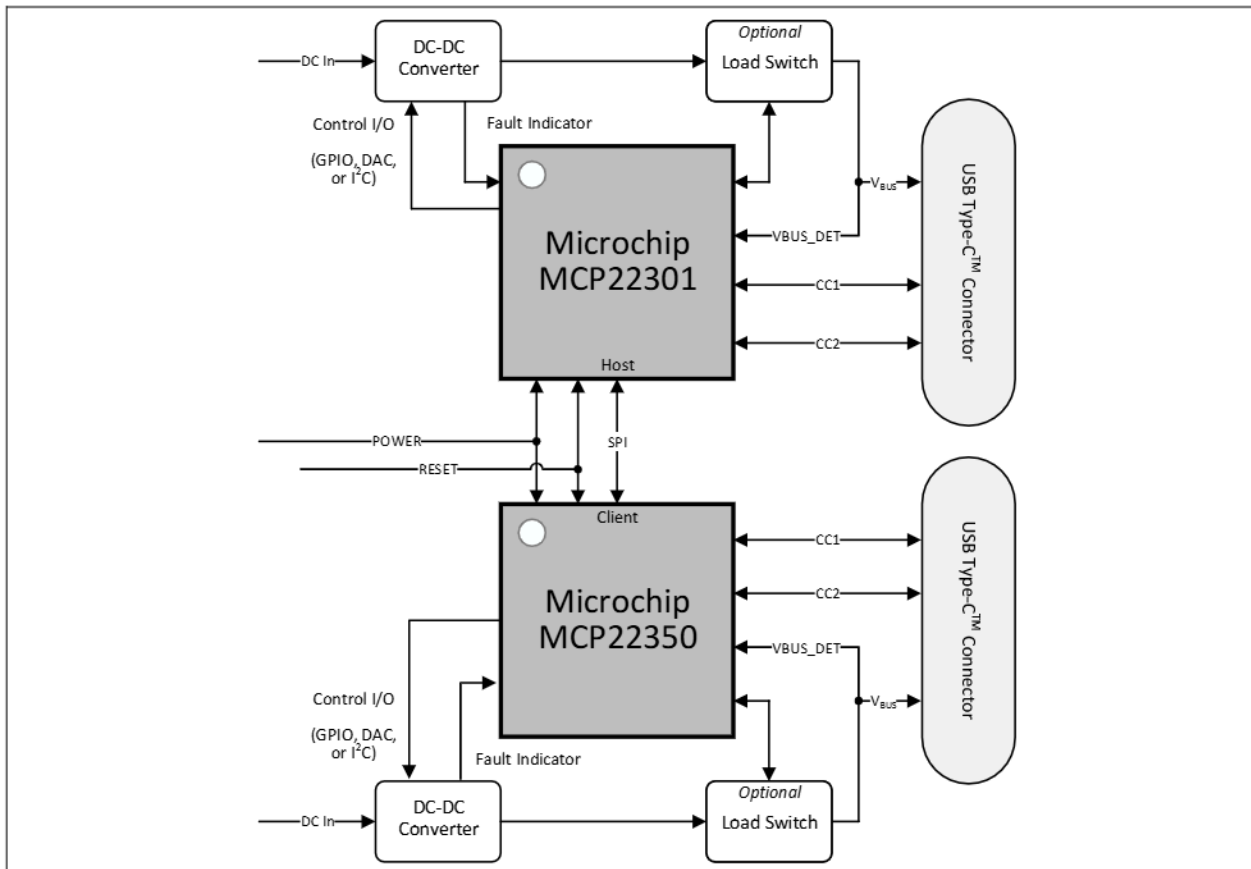 DC In
DC-DC
Converter
Optional
Load Switch
Control I/O
(GPIO, DAC,
or I²C)
Fault Indicator
Microchip
MCP22301
Host
VBUS
VBUS_DET
CC1
CC2
USB Type-C™ Connector
POWER
RESET
SPI
Client
Microchip
MCP22350
CC1
CC2
VBUS_DET
VBUS
USB Type-C™ Connector
Control I/O
(GPIO, DAC,
or I²C)
Fault Indicator
DC In
DC-DC
Converter
Optional
Load Switch